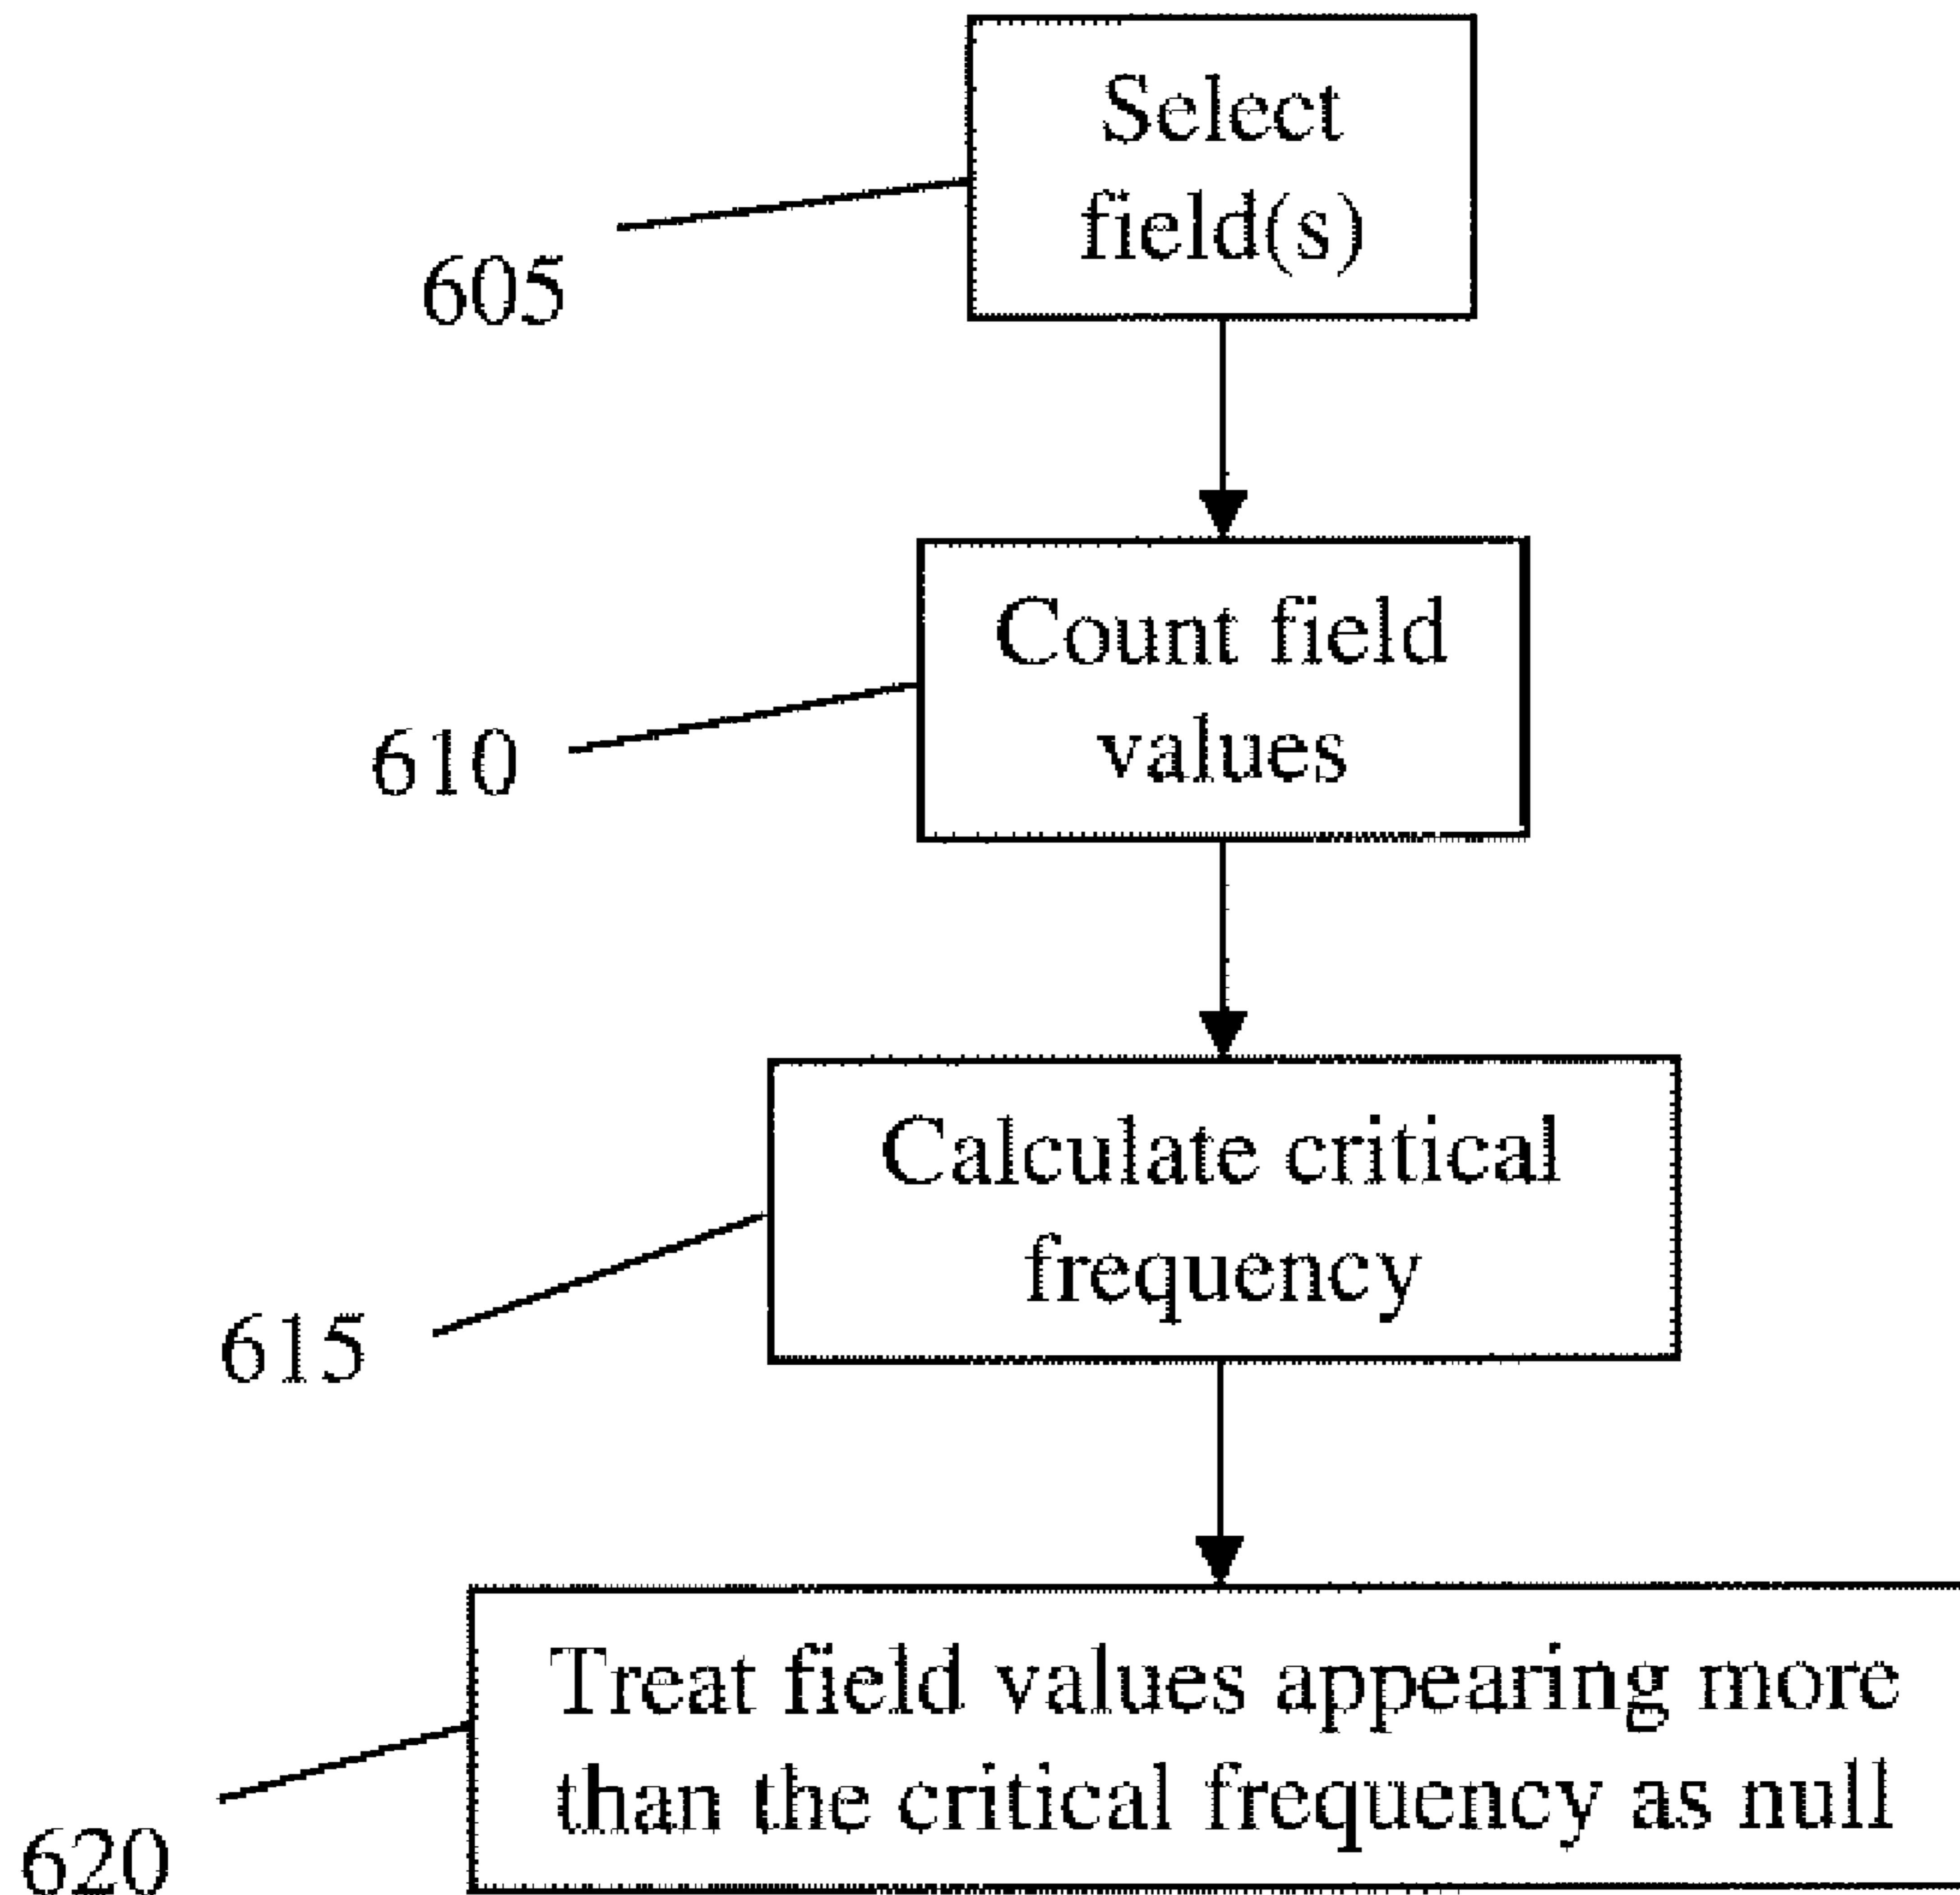 Select
field(s)
605
Count field
values
610
Calculate critical
frequency
615
Treat field values appearing more
than the critical frequency as null
620